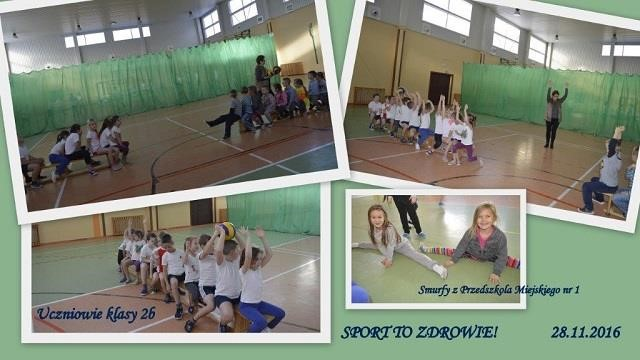 Smurfy z Przedszkola Miejskiego nr 1
Uczniowie klasy 2b
SPORT TO ZDROWIE! 28.11.2016